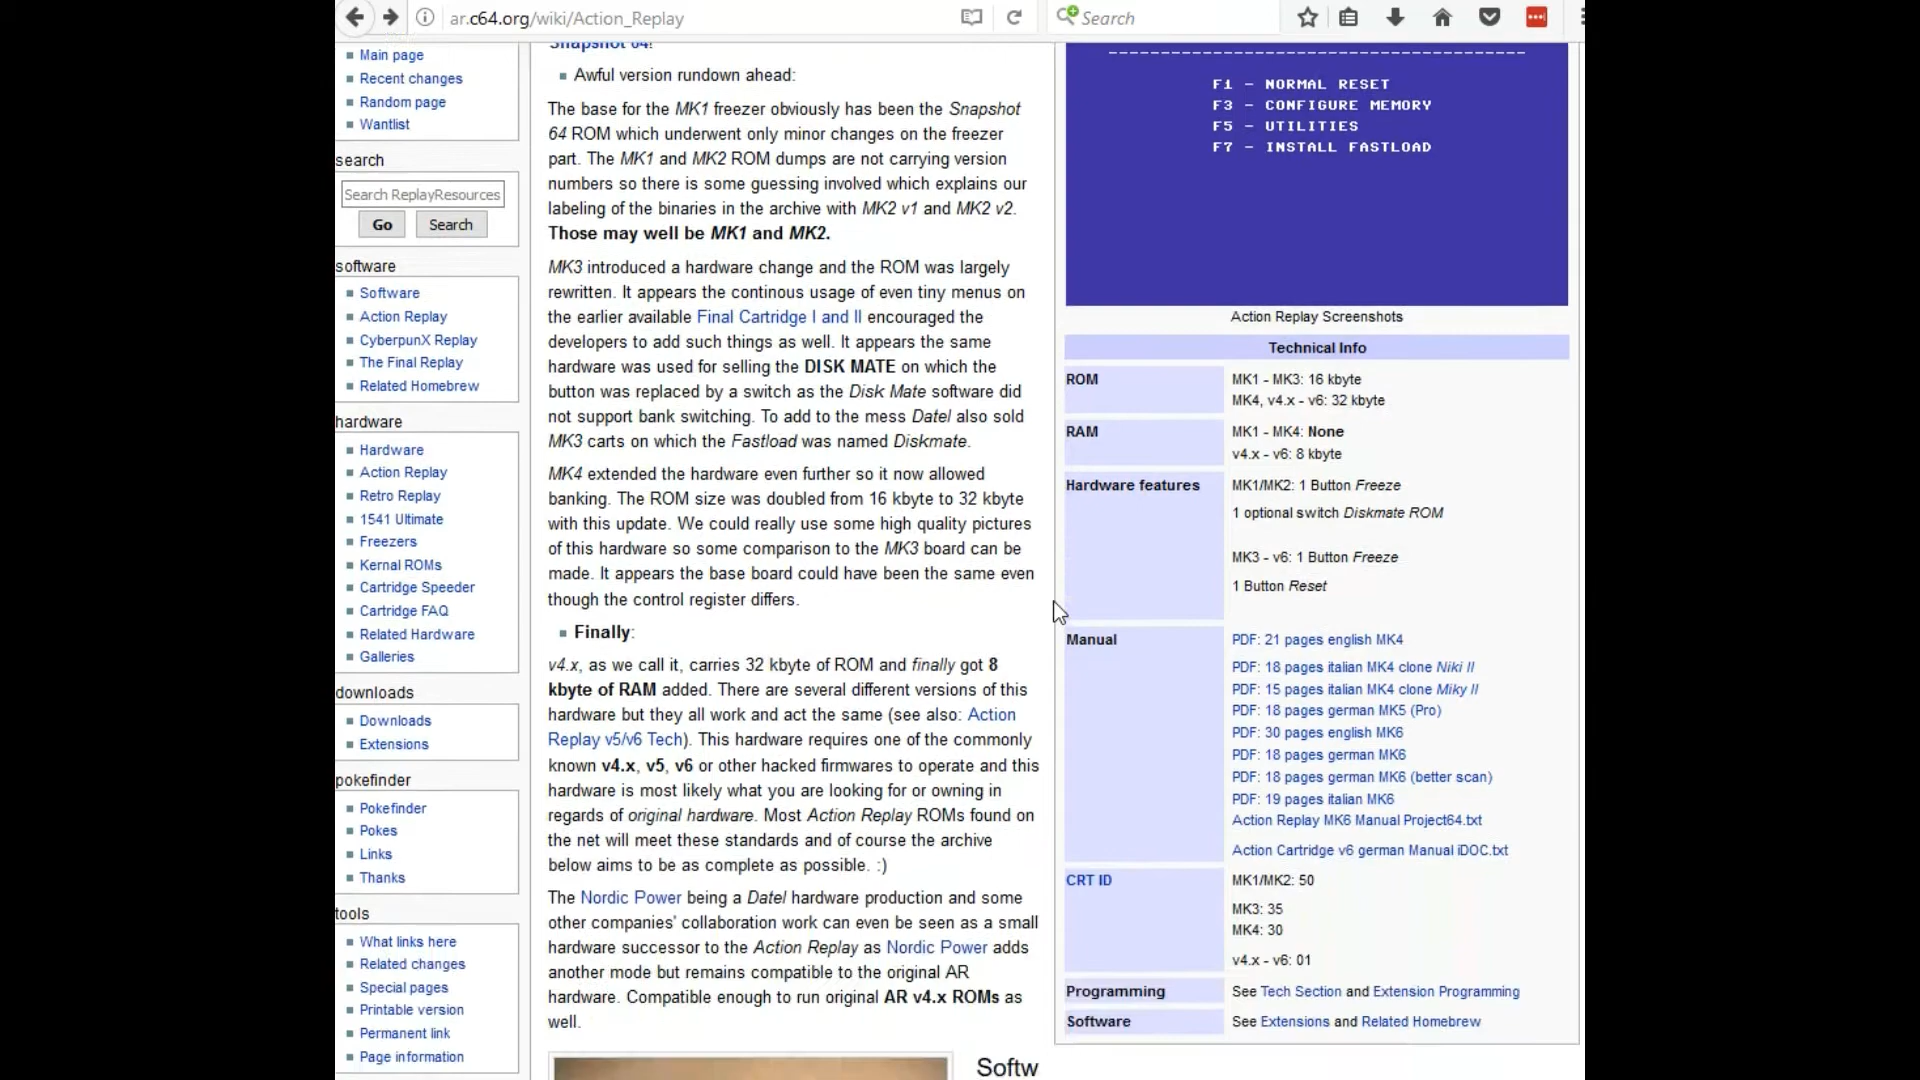 ar.c64.org/wiki/Action_Replay
Search
Main page
Recent changes
Random page
Wantlist
search
Search ReplayResources
Go Search
software
Software
Action Replay
CyberpunX Replay
The Final Replay
Related Homebrew
hardware
Hardware
Action Replay
Retro Replay
1541 Ultimate
Freezers
Kernal ROMs
Cartridge Speeder
Cartridge FAQ
Related Hardware
Galleries
downloads
Downloads
Extensions
pokefinder
Pokefinder
Pokes
Links
Thanks
tools
What links here
Related changes
Special pages
Printable version
Permanent link
Page information
Snapshot 64!
Awful version rundown ahead:
The base for the MK1 freezer obviously has been the Snapshot
64 ROM which underwent only minor changes on the freezer
part. The MK1 and MK2 ROM dumps are not carrying version
numbers so there is some guessing involved which explains our
labeling of the binaries in the archive with MK2 v1 and MK2 v2.
Those may well be MK1 and MK2.
MK3 introduced a hardware change and the ROM was largely
rewritten. It appears the continous usage of even tiny menus on
the earlier available Final Cartridge I and II encouraged the
developers to add such things as well. It appears the same
hardware was used for selling the DISK MATE on which the
button was replaced by a switch as the Disk Mate software did
not support bank switching. To add to the mess Datel also sold
MK3 carts on which the Fastload was named Diskmate.
MK4 extended the hardware even further so it now allowed
banking. The ROM size was doubled from 16 kbyte to 32 kbyte
with this update. We could really use some high quality pictures
of this hardware so some comparison to the MK3 board can be
made. It appears the base board could have been the same even
though the control register differs.
Finally:
v4.x, as we call it, carries 32 kbyte of ROM and finally got 8
kbyte of RAM added. There are several different versions of this
hardware but they all work and act the same (see also: Action
Replay v5/v6 Tech). This hardware requires one of the commonly
known v4.x, v5, v6 or other hacked firmwares to operate and this
hardware is most likely what you are looking for or owning in
regards of original hardware. Most Action Replay ROMs found on
the net will meet these standards and of course the archive
below aims to be as complete as possible. :)
The Nordic Power being a Datel hardware production and some
other companies' collaboration work can even be seen as a small
hardware successor to the Action Replay as Nordic Power adds
another mode but remains compatible to the original AR
hardware. Compatible enough to run original AR v4.x ROMs as
well.
Softw
F1 - NORMAL RESET
F3 - CONFIGURE MEMORY
F5 - UTILITIES
F7 - INSTALL FASTLOAD
Action Replay Screenshots
Technical Info
ROM
MK1 - MK3: 16 kbyte
MK4, v4.x - v6: 32 kbyte
RAM
MK1 - MK4: None
v4.x - v6: 8 kbyte
Hardware features
MK1/MK2: 1 Button Freeze
1 optional switch Diskmate ROM
MK3 - v6: 1 Button Freeze
1 Button Reset
Manual
PDF: 21 pages english MK4
PDF: 18 pages italian MK4 clone Niki II
PDF: 15 pages italian MK4 clone Miky II
PDF: 18 pages german MK5 (Pro)
PDF: 30 pages english MK6
PDF: 18 pages german MK6
PDF: 18 pages german MK6 (better scan)
PDF: 19 pages italian MK6
Action Replay MK6 Manual Project64.txt
Action Cartridge v6 german Manual iDOC.txt
CRT ID
MK1/MK2: 50
MK3: 35
MK4: 30
v4.x - v6: 01
Programming
See Tech Section and Extension Programming
Software
See Extensions and Related Homebrew